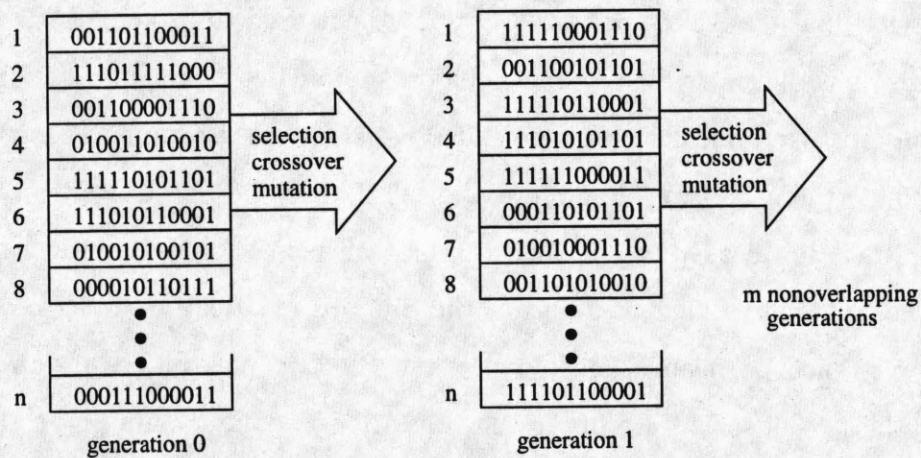 1 001101100011
2 111011111000
3 001100001110
4 010011010010
5 111110101101
6 111010110001
7 010010100101
8 000010110111
n 000111000011
generation 0
selection
crossover
mutation
1 111110001110
2 001100101101
3 111110110001
4 111010101101
5 111111000011
6 000110101101
7 010010001110
8 001101010010
n 111101100001
generation 1
selection
crossover
mutation
m nonoverlapping
generations